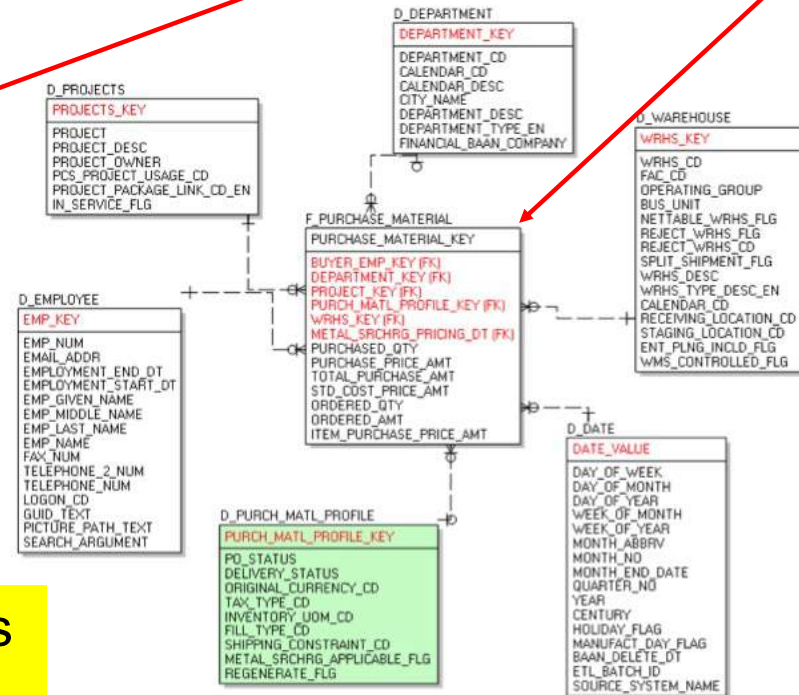 D_DEPARTMENT
DEPARTMENT_KEY
DEPARTMENT_CD
CALENDAR_CD
CALENDAR_DESC
CITY_NAME
DEPARTMENT_DESC
DEPARTMENT_TYPE_EN
FINANCIAL_BAAN_COMPANY
D_PROJECTS
PROJECTS_KEY
PROJECT
PROJECT_DESC
PROJECT_OWNER
PCS_PROJECT_USAGE_CD
PROJECT_PACKAGE_LINK_CD_EN
IN_SERVICE_FLG
D_WAREHOUSE
WRHS_KEY
WRHS_CD
FAC_CD
OPERATING_GROUP
BUS_UNIT
NETTABLE_WRHS_FLG
REJECT_WRHS_FLG
REJECT_WRHS_CD
SPLIT_SHIPMENT_FLG
WRHS_DESC
WRHS_TYPE_DESC_EN
CALENDAR_CD
RECEIVING_LOCATION_CD
STAGING_LOCATION_CD
ENT_PLNG_INCLD_FLG
WMS_CONTROLLED_FLG
F_PURCHASE_MATERIAL
PURCHASE_MATERIAL_KEY
BUYER_EMP_KEY (FK)
DEPARTMENT_KEY (FK)
PROJECT_KEY (FK)
PURCH_MATL_PROFILE_KEY (FK)
WRHS_KEY (FK)
METAL_SRCHRG_PRICING_DT (FK)
PURCHASED_QTY
PURCHASE_PRICE_AMT
TOTAL_PURCHASE_AMT
STD_COST_PRICE_AMT
ORDERED_QTY
ORDERED_AMT
ITEM_PURCHASE_PRICE_AMT
D_EMPLOYEE
EMP_KEY
EMP_NUM
EMAIL_ADDR
EMPLOYMENT_END_DT
EMPLOYMENT_START_DT
EMP_GIVEN_NAME
EMP_MIDDLE_NAME
EMP_LAST_NAME
EMP_NAME
FAX_NUM
TELEPHONE_2_NUM
TELEPHONE_NUM
LOGON_CD
GUID_TEXT
PICTURE_PATH_TEXT
SEARCH_ARGUMENT
D_PURCH_MATL_PROFILE
PURCH_MATL_PROFILE_KEY
PO_STATUS
DELIVERY_STATUS
ORIGINAL_CURRENCY_CD
TAX_TYPE_CD
INVENTORY_UOM_CD
FILL_TYPE_CD
SHIPPING_CONSTRAINT_CD
METAL_SRCHRG_APPLICABLE_FLG
REGENERATE_FLG
D_DATE
DATE_VALUE
DAY_OF_WEEK
DAY_OF_MONTH
DAY_OF_YEAR
WEEK_OF_MONTH
WEEK_OF_YEAR
MONTH_ABBRV
MONTH_NO
MONTH_END_DATE
QUARTER_NO
YEAR
CENTURY
HOLIDAY_FLAG
MANUFACT_DAY_FLAG
BAAN_DELETE_DT
ETL_BATCH_ID
SOURCE_SYSTEM_NAME
s